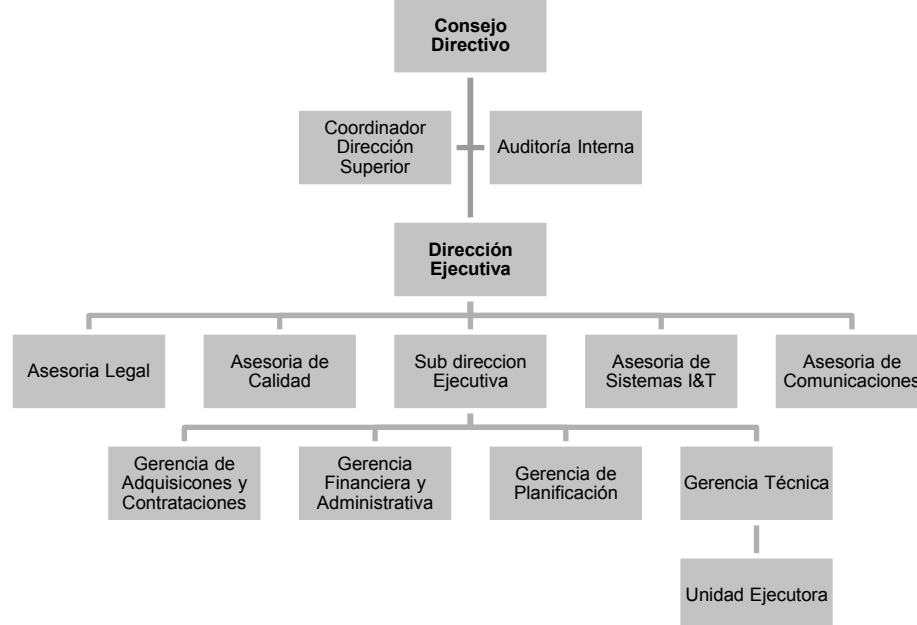 Consejo
Directivo
Coordinador
Dirección
Superior
Auditoría Interna
Dirección
Ejecutiva
Asesoria Legal
Asesoria de
Calidad
Sub direccion
Ejecutiva
Asesoria de
Sistemas I&T
Asesoria de
Comunicaciones
Gerencia de
Adquisicones y
Contrataciones
Gerencia
Financiera y
Administrativa
Gerencia de
Planificación
Gerencia Técnica
Unidad Ejecutora